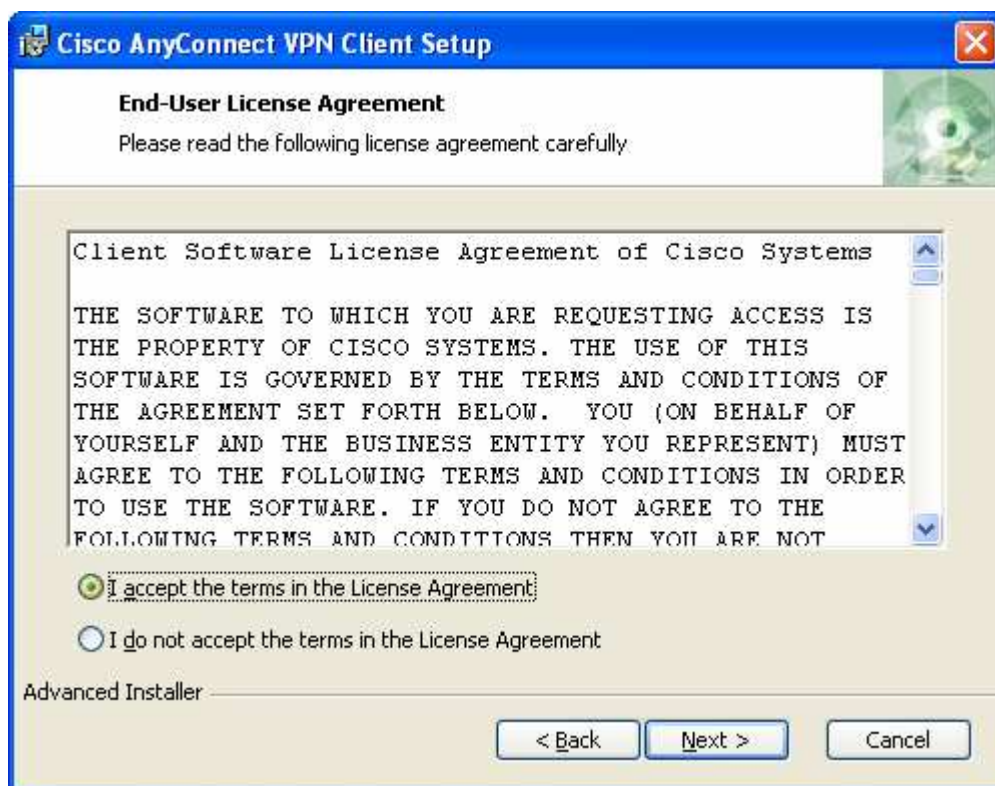 Cisco AnyConnect VPN Client Setup
End-User License Agreement
Please read the following license agreement carefully
Client Software License Agreement of Cisco Systems
THE SOFTWARE TO WHICH YOU ARE REQUESTING ACCESS IS
THE PROPERTY OF CISCO SYSTEMS. THE USE OF THIS
SOFTWARE IS GOVERNED BY THE TERMS AND CONDITIONS OF
THE AGREEMENT SET FORTH BELOW.  YOU (ON BEHALF OF
YOURSELF AND THE BUSINESS ENTITY YOU REPRESENT) MUST
AGREE TO THE FOLLOWING TERMS AND CONDITIONS IN ORDER
TO USE THE SOFTWARE. IF YOU DO NOT AGREE TO THE
FOLLOWING TERMS AND CONDITIONS THEN YOU ARE NOT
I accept the terms in the License Agreement
I do not accept the terms in the License Agreement
Advanced Installer
< Back
Next >
Cancel